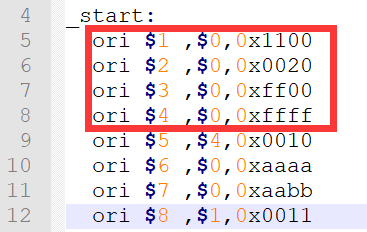 4 _start:
5 ori $1 ,$0,0x1100
6 ori $2 ,$0,0x0020
7 ori $3 ,$0,0xff00
8 ori $4 ,$0,0xffff
9 ori $5 ,$4,0x0010
10 ori $6 ,$0,0xaaaa
11 ori $7 ,$0,0xaabb
12 ori $8 ,$1,0x0011